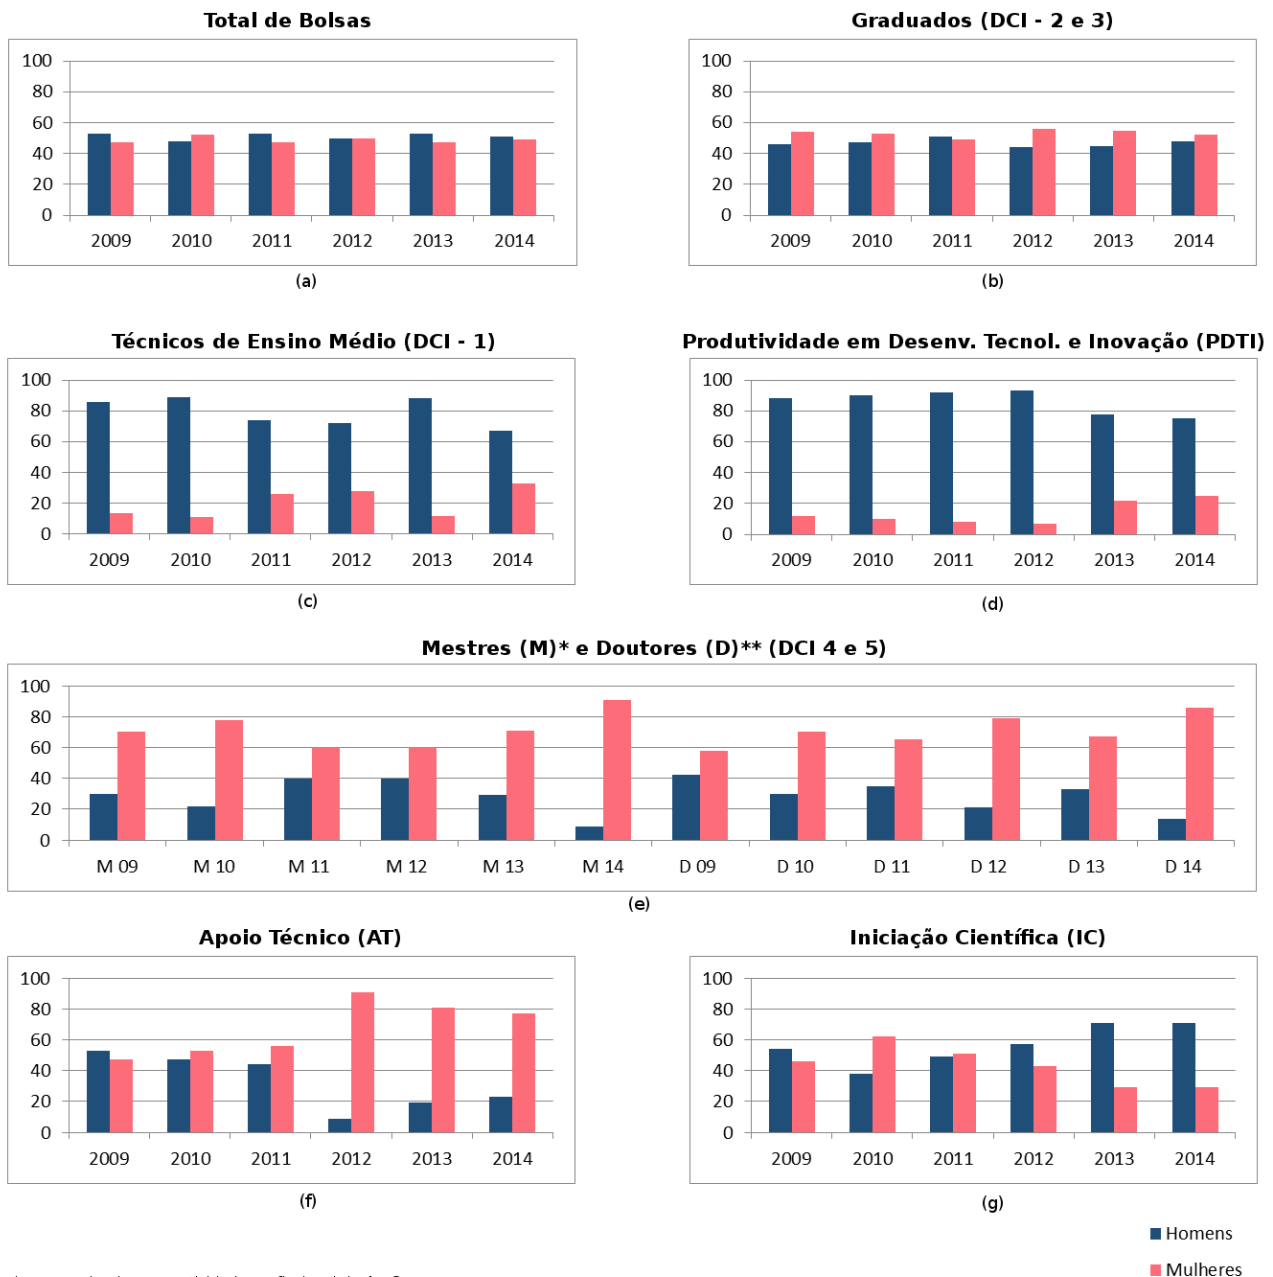 Total de Bolsas
100
80
60
40
20
0
2009 2010 2011 2012 2013 2014
(a)
Graduados (DCI - 2 e 3)
100
80
60
40
20
0
2009 2010 2011 2012 2013 2014
(b)
Técnicos de Ensino Médio (DCI - 1)
100
80
60
40
20
0
2009 2010 2011 2012 2013 2014
(c)
Produtividade em Desenv. Tecnol. e Inovação (PDTI)
100
80
60
40
20
0
2009 2010 2011 2012 2013 2014
(d)
Mestres (M)* e Doutores (D)** (DCI 4 e 5)
100
80
60
40
20
0
M 09 M 10 M 11 M 12 M 13 M 14 D 09 D 10 D 11 D 12 D 13 D 14
(e)
Apoio Técnico (AT)
100
80
60
40
20
0
2009 2010 2011 2012 2013 2014
(f)
Iniciação Científica (IC)
100
80
60
40
20
0
2009 2010 2011 2012 2013 2014
(g)
Homens
Mulheres